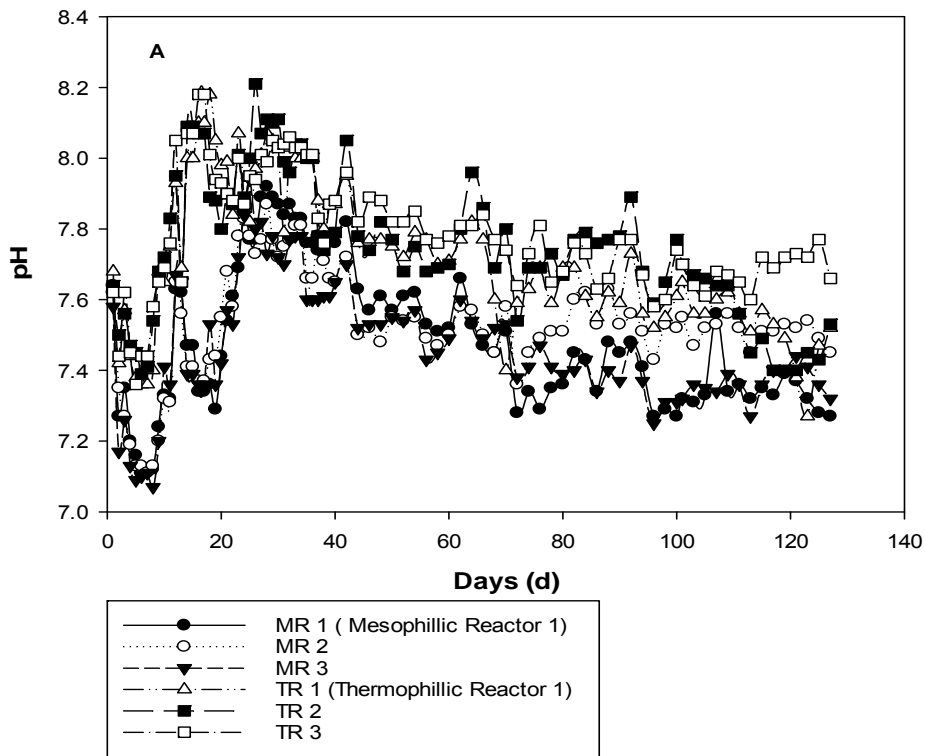 8.4
A
8.2
8.0
7.8
pH
7.6
7.4
7.2
7.0
0 20 40 60 80 100 120 140
Days (d)
MR 1 ( Mesophillic Reactor 1)
MR 2
MR 3
TR 1 (Thermophillic Reactor 1)
TR 2
TR 3